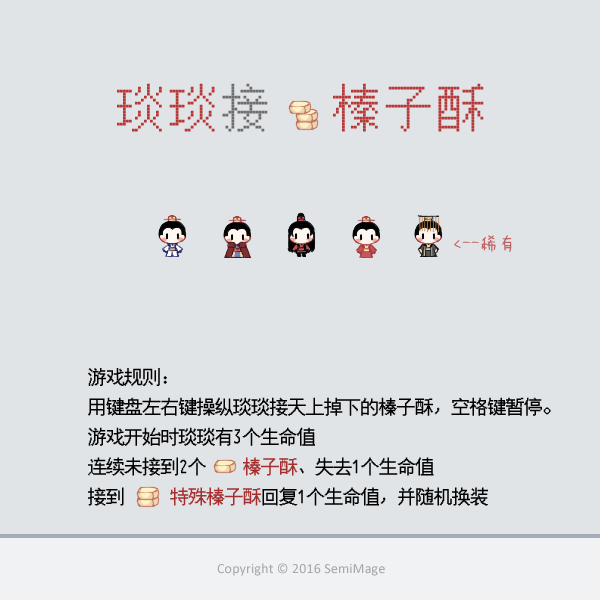 琰琰接榛子酥
<--稀有
游戏规则：
用键盘左右键操纵琰琰接天上掉下的榛子酥，空格键暂停。
游戏开始时琰琰有3个生命值
连续未接到2个 榛子酥、失去1个生命值
接到 特殊榛子酥回复1个生命值，并随机换装
Copyright © 2016 SemiMage